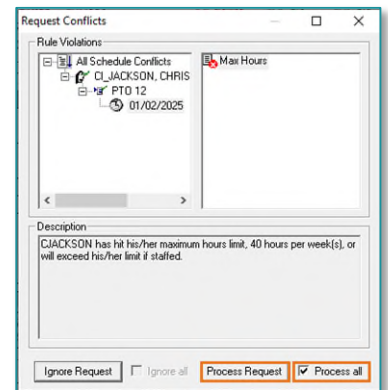 Request Conflicts
Rule Violations
All Schedule Conflicts
CI_JACKSON, CHRIS
PTO 12
01/02/2025
Max Hours
Description
CJACKSON has hit his/her maximum hours limit, 40 hours per week(s), or
will exceed his/her limit if staffed.
Ignore Request
Ignore all
Process Request
Process all